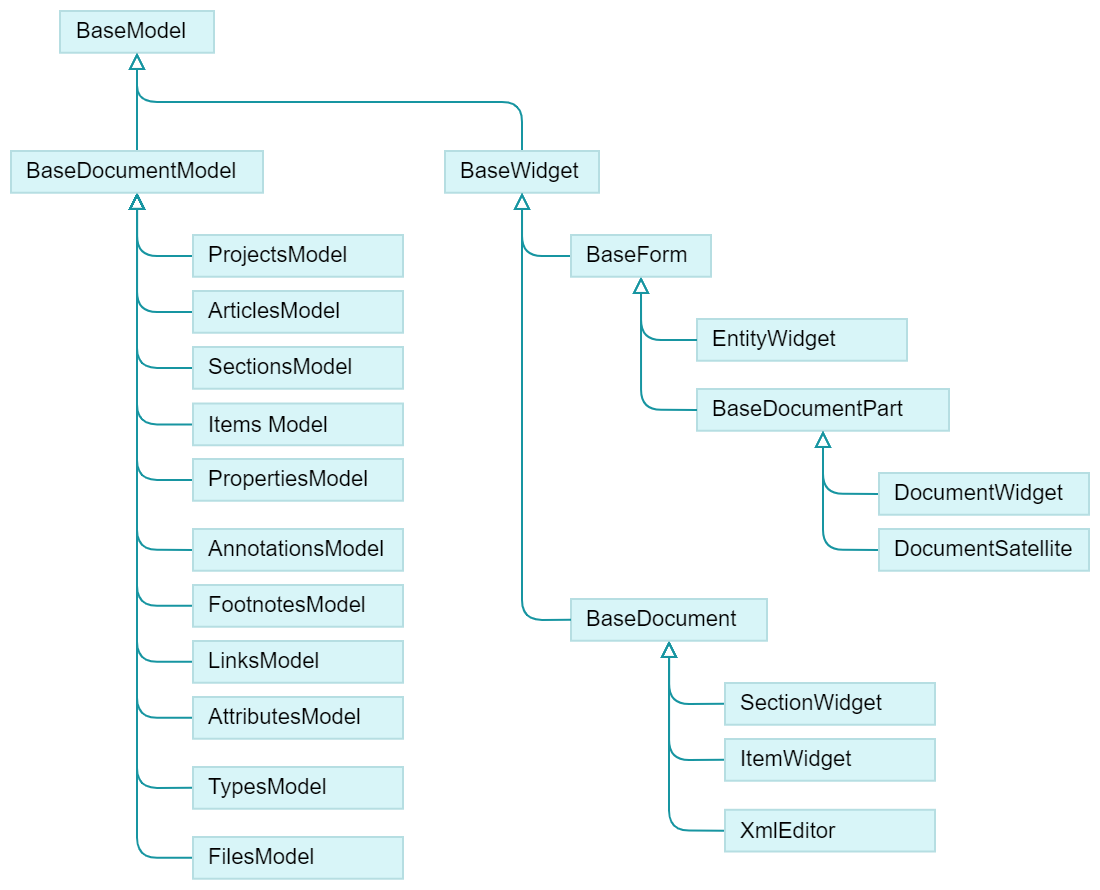 BaseModel
BaseDocumentModel
BaseWidget
ProjectsModel
ArticlesModel
SectionsModel
Items Model
PropertiesModel
AnnotationsModel
FootnotesModel
LinksModel
AttributesModel
TypesModel
FilesModel
BaseForm
EntityWidget
BaseDocumentPart
DocumentWidget
DocumentSatellite
BaseDocument
SectionWidget
ItemWidget
XmlEditor